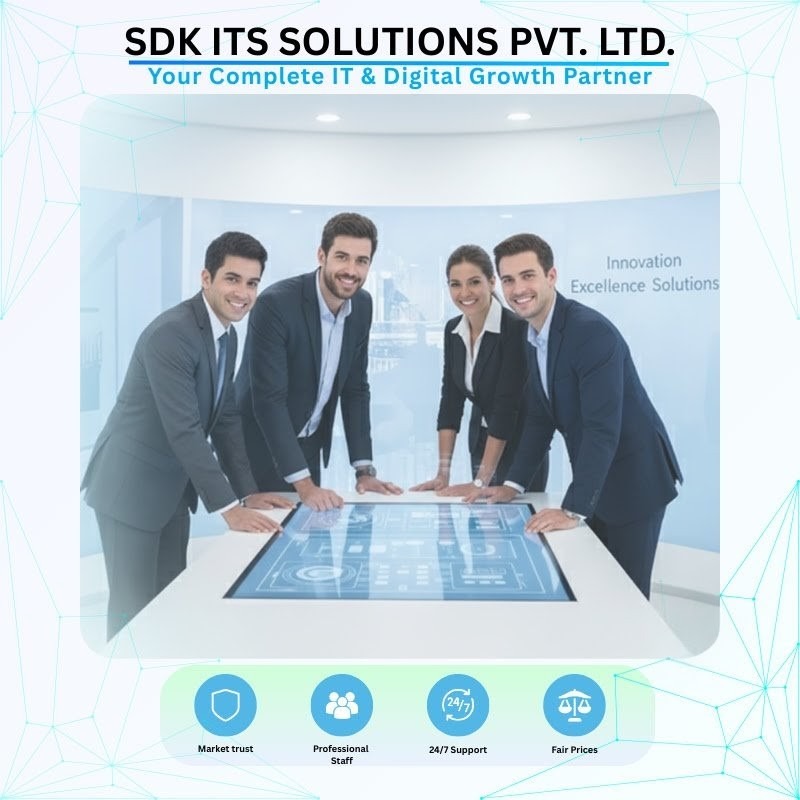 SDK ITS SOLUTIONS PVT. LTD.
Your Complete IT & Digital Growth Partner
Innovation
Excellence Solutions
24/7
Market trust
Professional
Staff
24/7 Support
Fair Prices